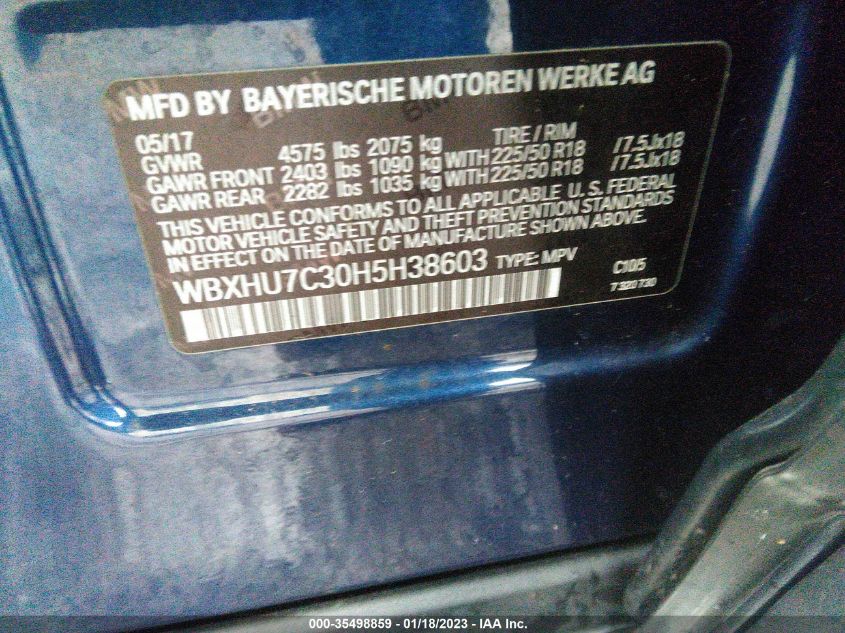 MFD BY BAYERISCHE MOTOREN WERKE AG
05/17 TIRE / RIM
GVWR 4575 lbs 2075 kg
GAWR FRONT 2403 lbs 1090 kg WITH 225/50 R18 /7.5Jx18
GAWR REAR 2282 lbs 1035 kg WITH 225/50 R18 /7.5Jx18
THIS VEHICLE CONFORMS TO ALL APPLICABLE U. S. FEDERAL
MOTOR VEHICLE SAFETY AND THEFT PREVENTION STANDARDS
IN EFFECT ON THE DATE OF MANUFACTURE SHOWN ABOVE.
WBXHU7C30H5H38603 TYPE: MPV C105
7 320 730
000-35498859 - 01/18/2023 - IAA Inc.